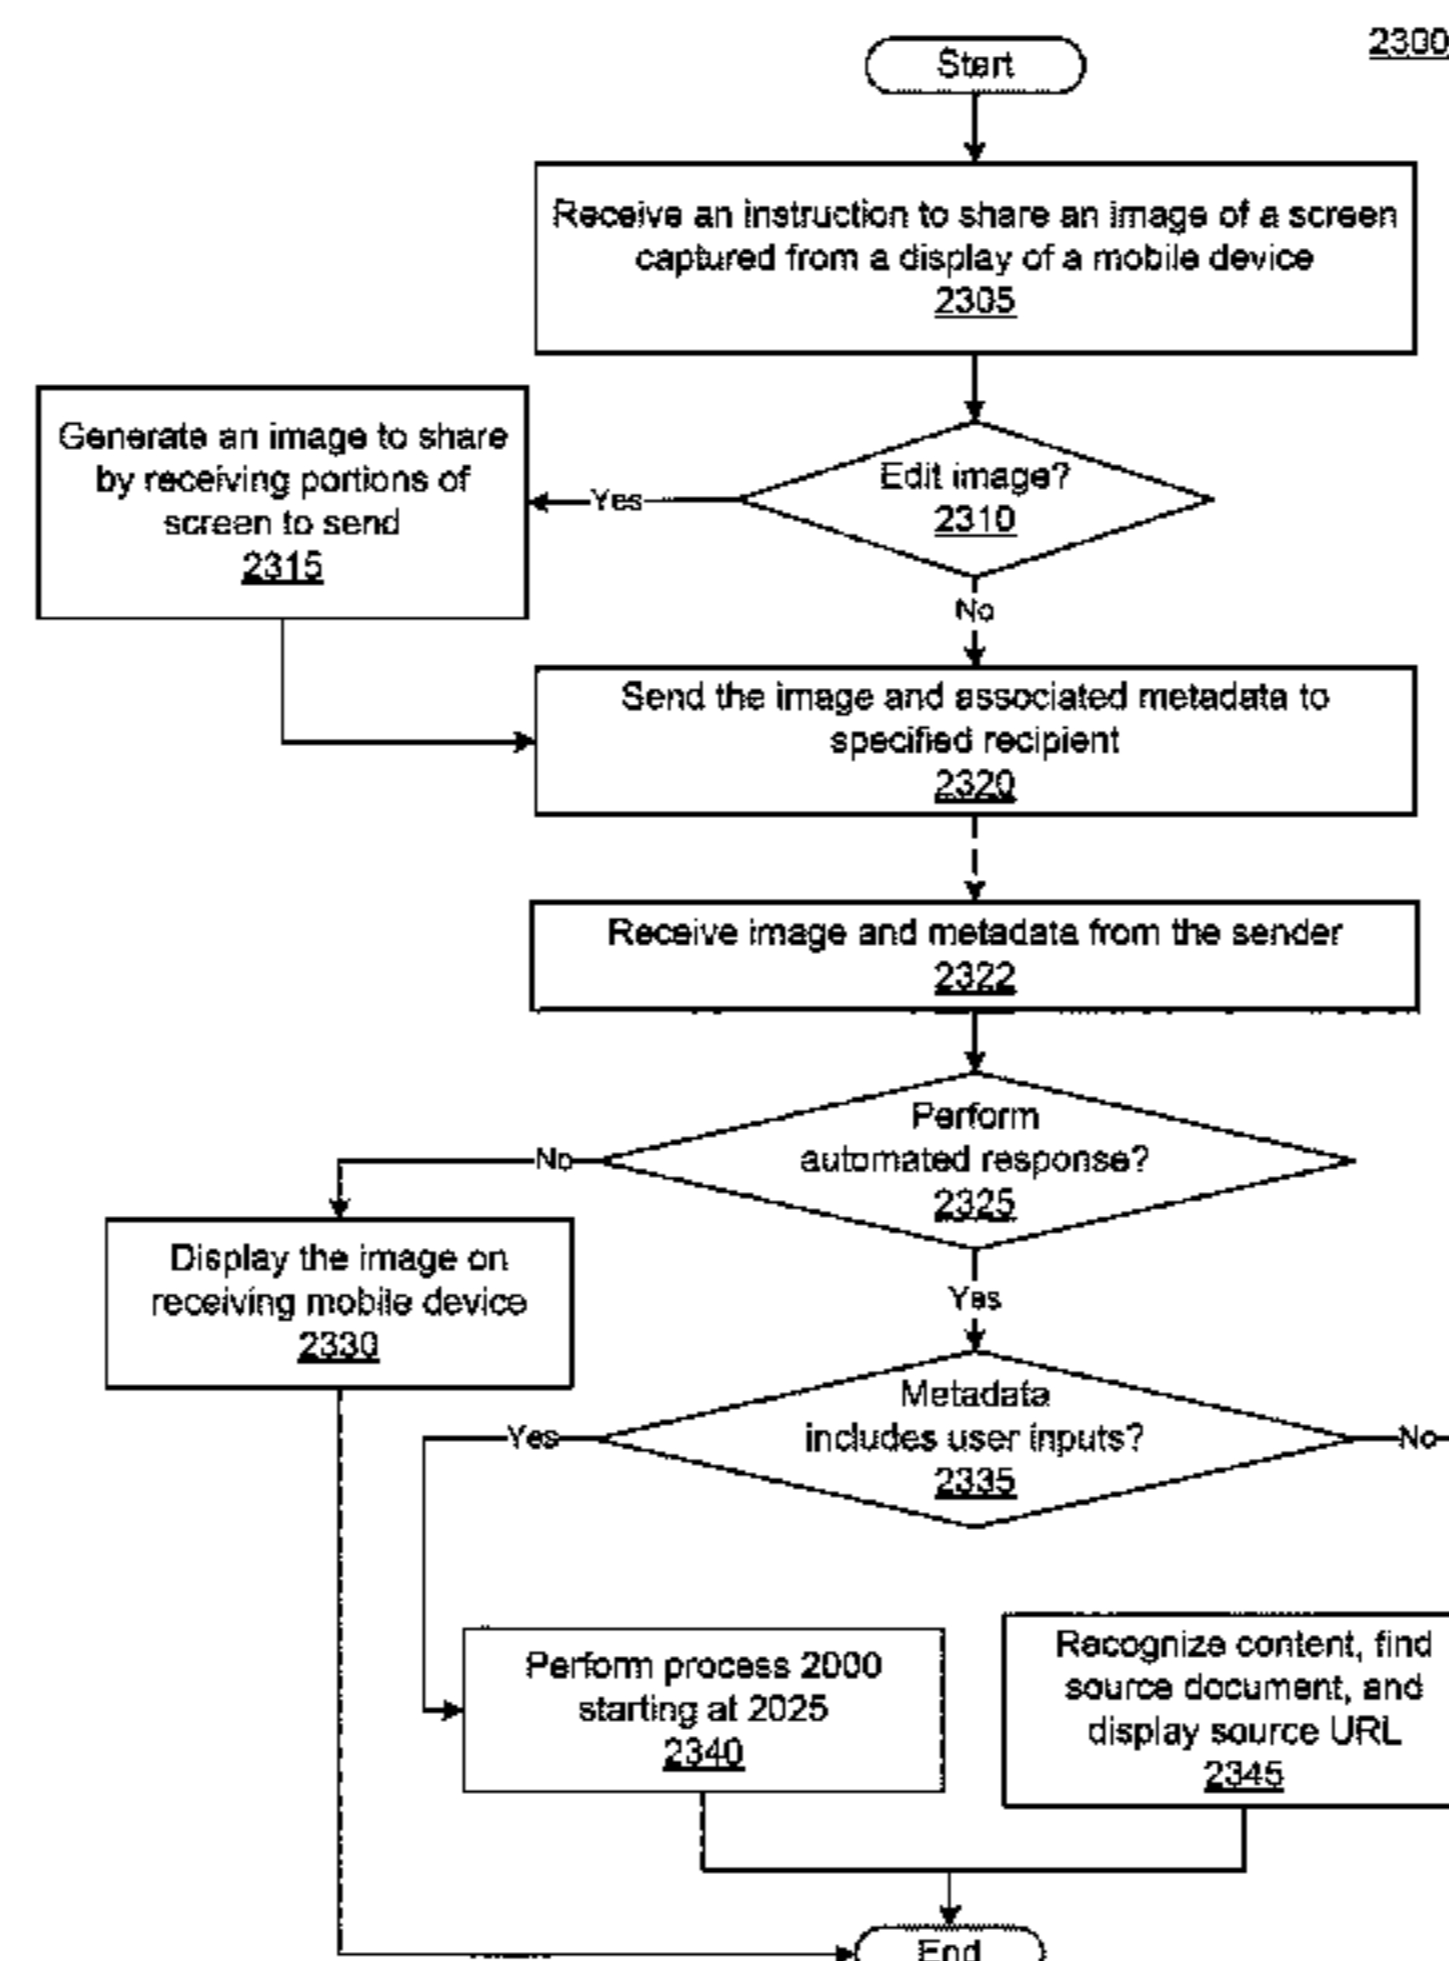 2300
Start
Receive an instruction to share an image of a screen
captured from a display of a mobile device
2305
Generate an image to share
by receiving portions of
screen to send
2315
Edit image?
2310
Yes
No
Send the image and associated metadata to
specified recipient
2320
Receive image and metadata from the sender
2322
Perform
automated response?
2325
No
Yes
Display the image on
receiving mobile device
2330
Metadata
includes user inputs?
2335
Yes
No
Perform process 2000
starting at 2025
2340
Recognize content, find
source document, and
display source URL
2345
End